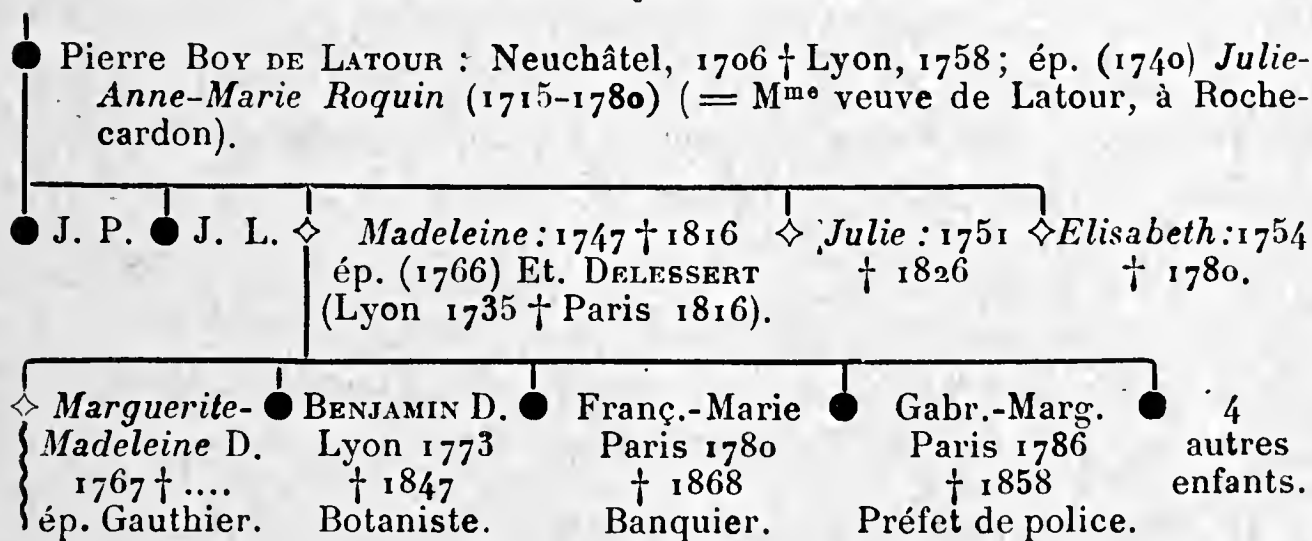 Pierre BOY DE LATOUR : Neuchâtel, 1706 † Lyon, 1758; ép. (1740) Julie-
Anne-Marie Roquin (1715-1780) (= Mme veuve de Latour, à Roche-
cardon).
J. P. J. L. Madeleine : 1747 † 1816 Julie : 1751 Elisabeth : 1754
ép. (1766) Et. DELESSERT † 1826 † 1780.
(Lyon 1735 † Paris 1816).
Marguerite- BENJAMIN D. Franç.-Marie Gabr.-Marg. 4
Madeleine D. Lyon 1773 Paris 1780 Paris 1786 autres
1767 † .... † 1847 † 1868 † 1858 enfants.
ép. Gauthier. Botaniste. Banquier. Préfet de police.